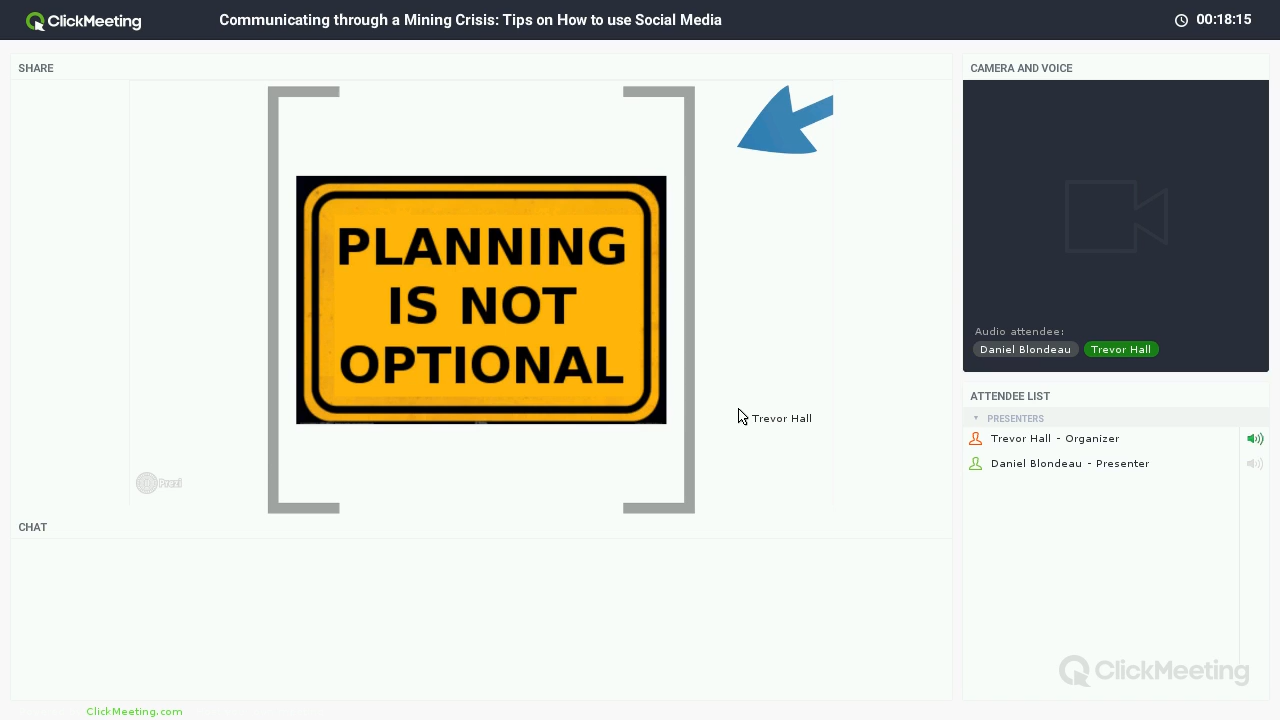 ClickMeeting
Communicating through a Mining Crisis: Tips on How to use Social Media
00:18:15
SHARE
PLANNING
IS NOT
OPTIONAL
Trevor Hall
Prezi
CAMERA AND VOICE
Audio attendee:
Daniel Blondeau
Trevor Hall
ATTENDEE LIST
PRESENTERS
Trevor Hall - Organizer
Daniel Blondeau - Presenter
CHAT
ClickMeeting
ClickMeeting.com